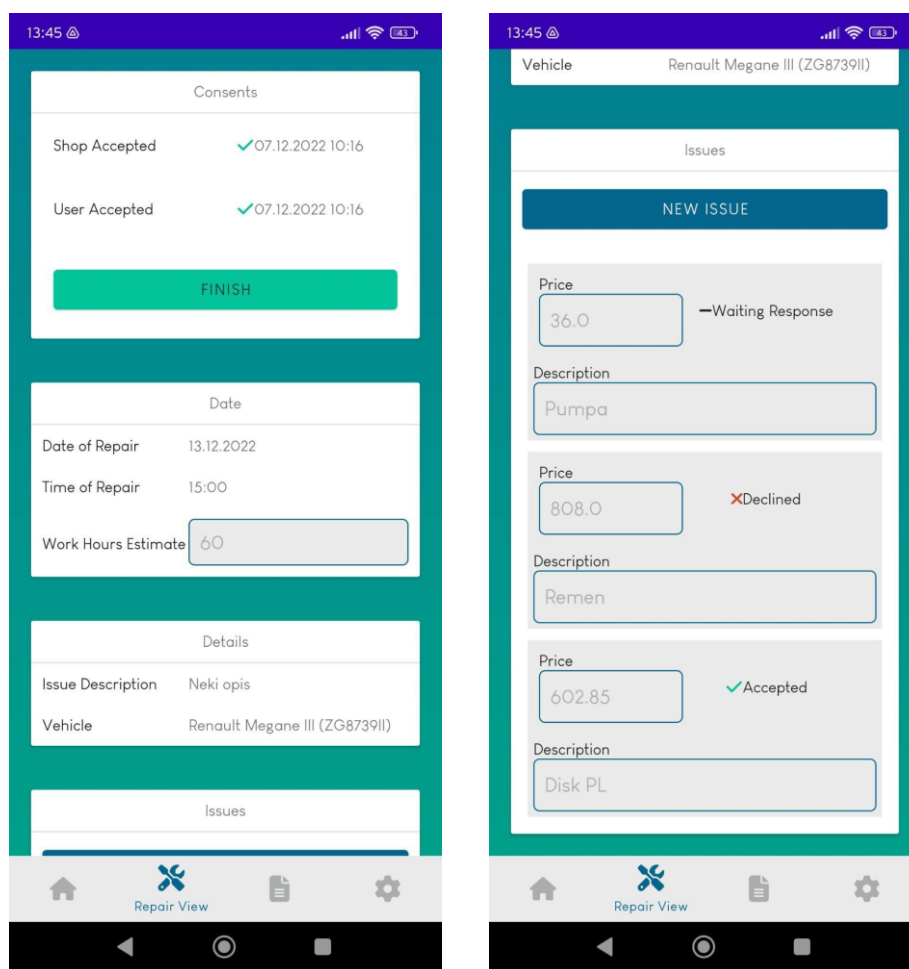 13:45
43
Consents
Shop Accepted 07.12.2022 10:16
User Accepted 07.12.2022 10:16
FINISH
Date
Date of Repair 13.12.2022
Time of Repair 15:00
Work Hours Estimate 60
Details
Issue Description Neki opis
Vehicle Renault Megane III (ZG8739II)
Issues
Repair View
13:45
43
Vehicle Renault Megane III (ZG8739II)
Issues
NEW ISSUE
Price
36.0 Waiting Response
Description
Pumpa
Price
808.0 Declined
Description
Remen
Price
602.85 Accepted
Description
Disk PL
Repair View